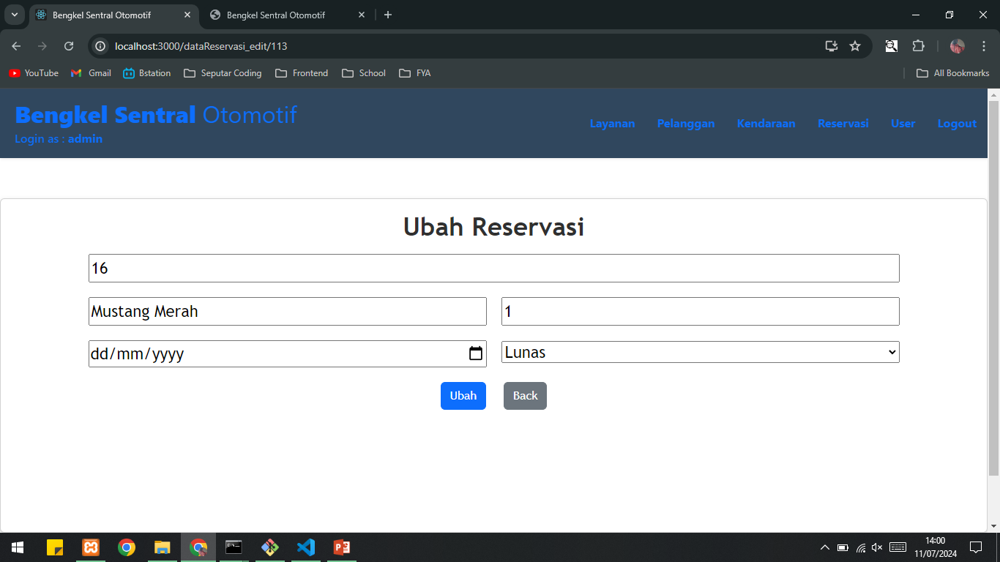 Bengkel Sentral Otomotif
Bengkel Sentral Otomotif
localhost:3000/dataReservasi_edit/113
YouTube Gmail Bstation Seputar Coding Frontend School FYA All Bookmarks
Bengkel Sentral Otomotif
Login as : admin
Layanan Pelanggan Kendaraan Reservasi User Logout
Ubah Reservasi
16
Mustang Merah 1
dd/mm/yyyy Lunas
Ubah Back
14:00
11/07/2024